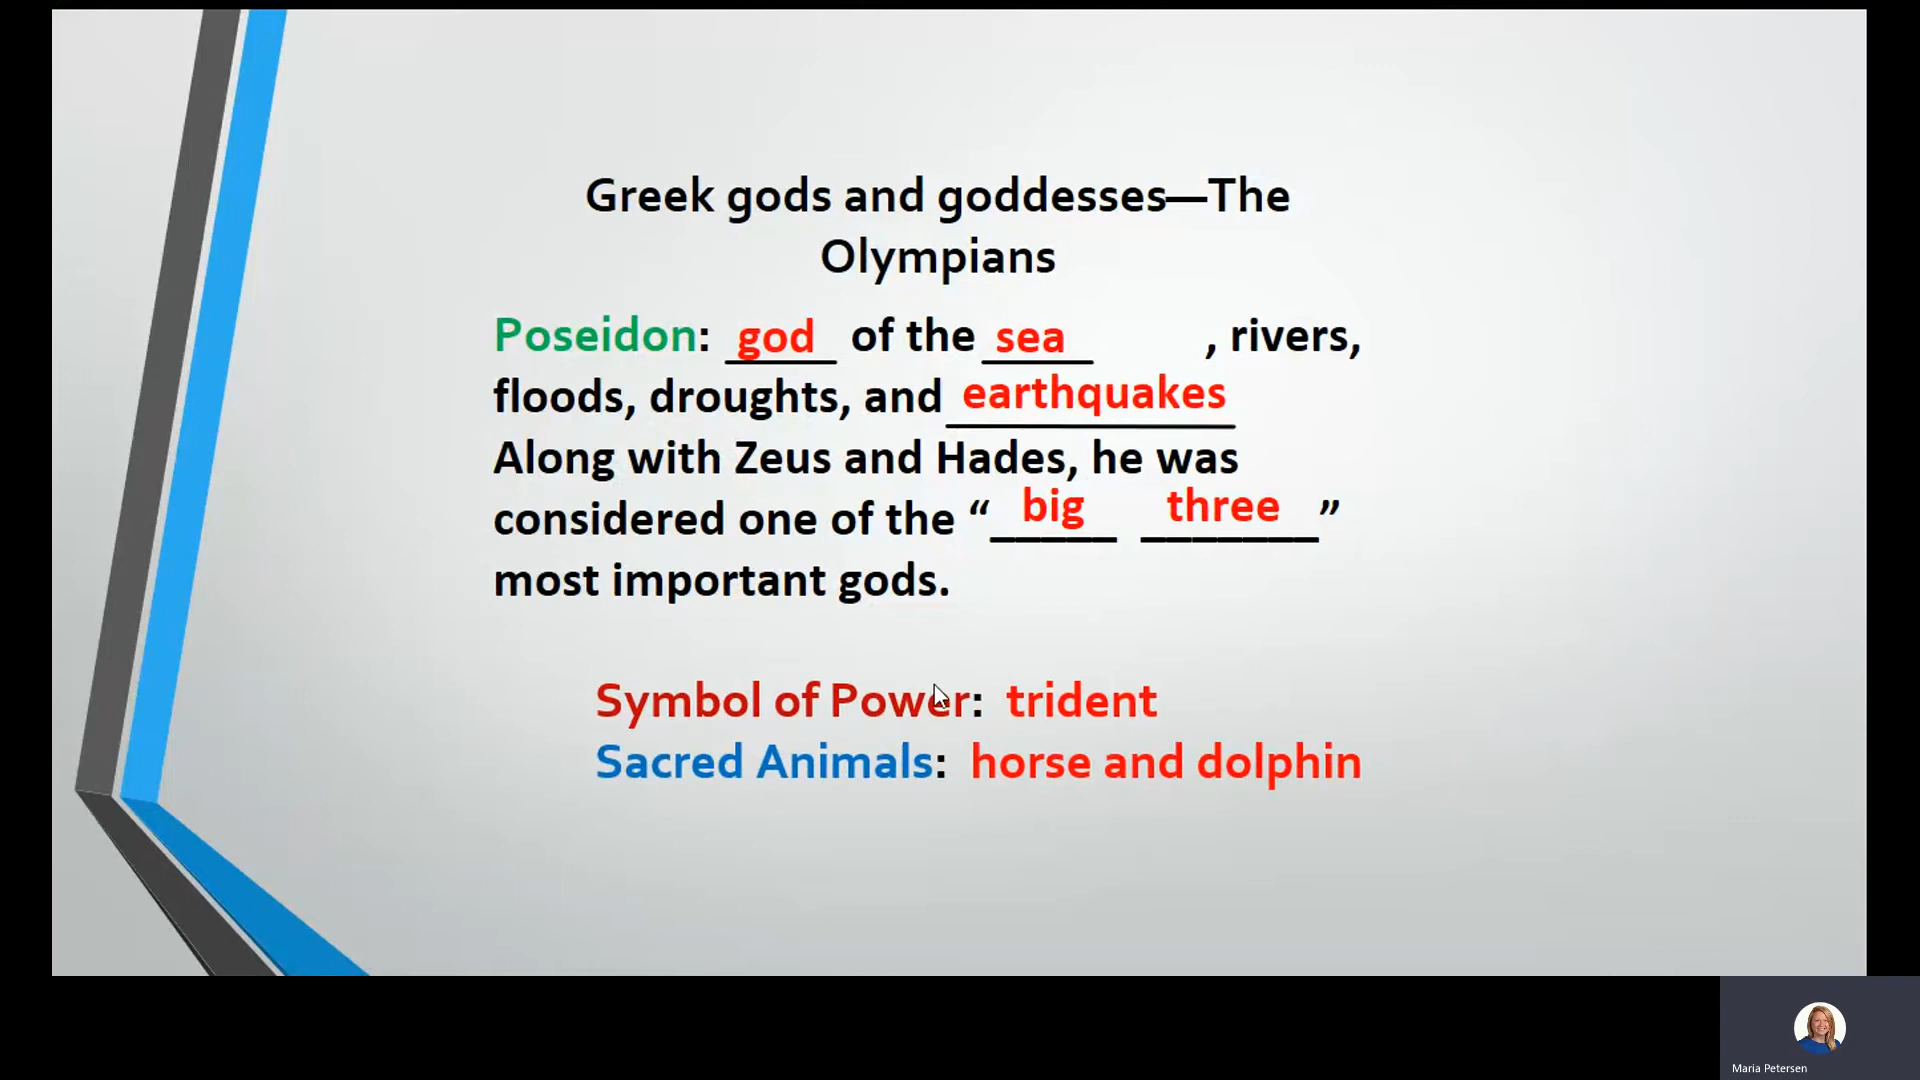 Greek gods and goddesses—The
Olympians
Poseidon: god of the sea , rivers,
floods, droughts, and earthquakes
Along with Zeus and Hades, he was
considered one of the “big three”
most important gods.
Symbol of Power: trident
Sacred Animals: horse and dolphin
Maria Petersen